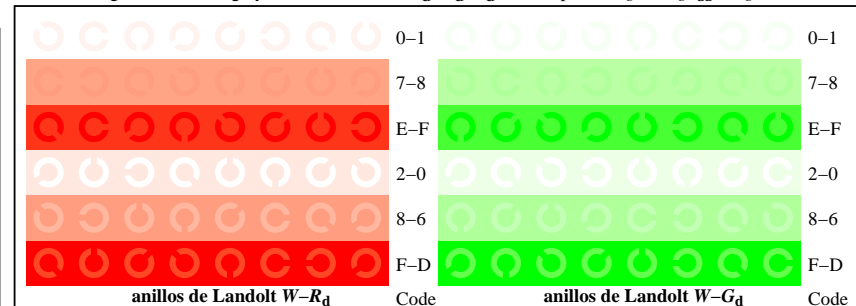 0–1 0–1
7–8 7–8
E–F E–F
2–0 2–0
8–6 8–6
F–D F–D
anillos de Landolt W–Rd Code anillos de Landolt W–Gd Code